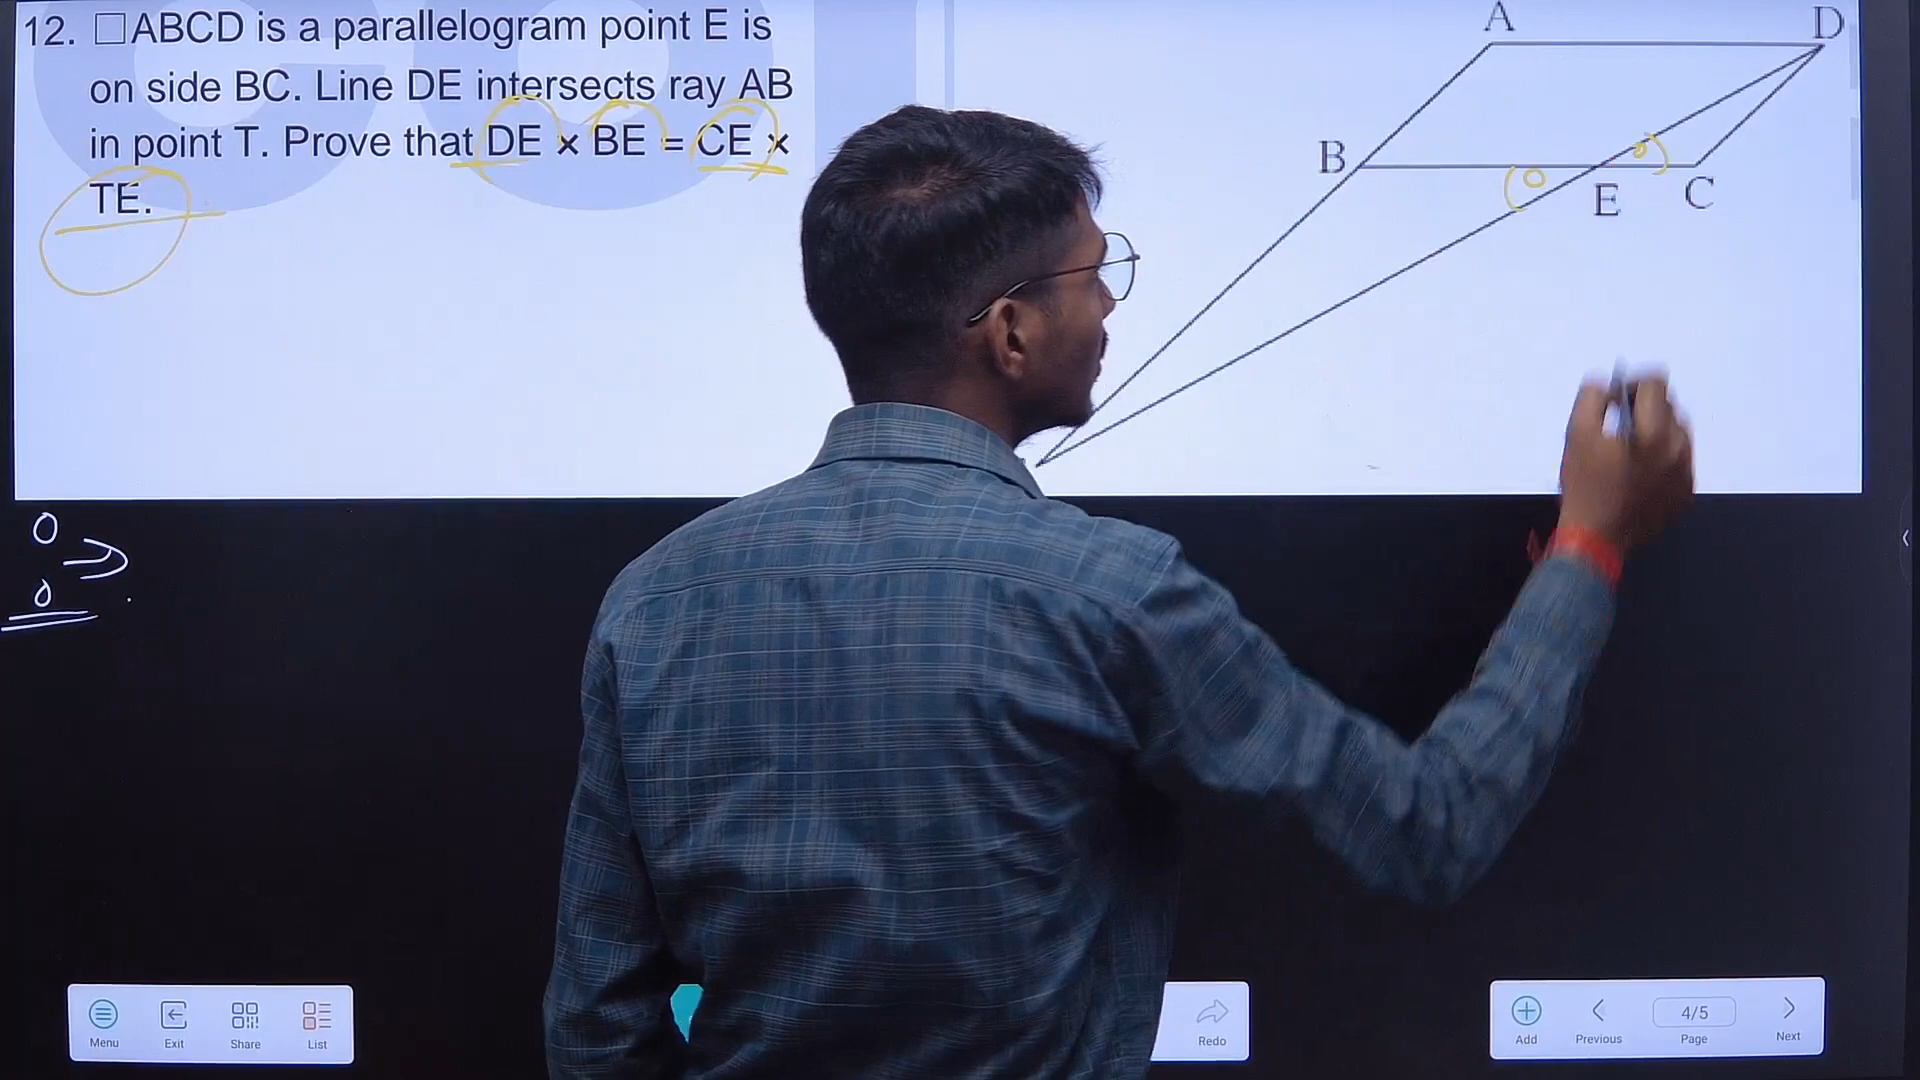 12. □ABCD is a parallelogram point E is
on side BC. Line DE intersects ray AB
in point T. Prove that DE × BE = CE ×
TE.
A
D
B
E
C
Menu
Exit
Share
List
Redo
Add
Previous
4/5
Page
Next